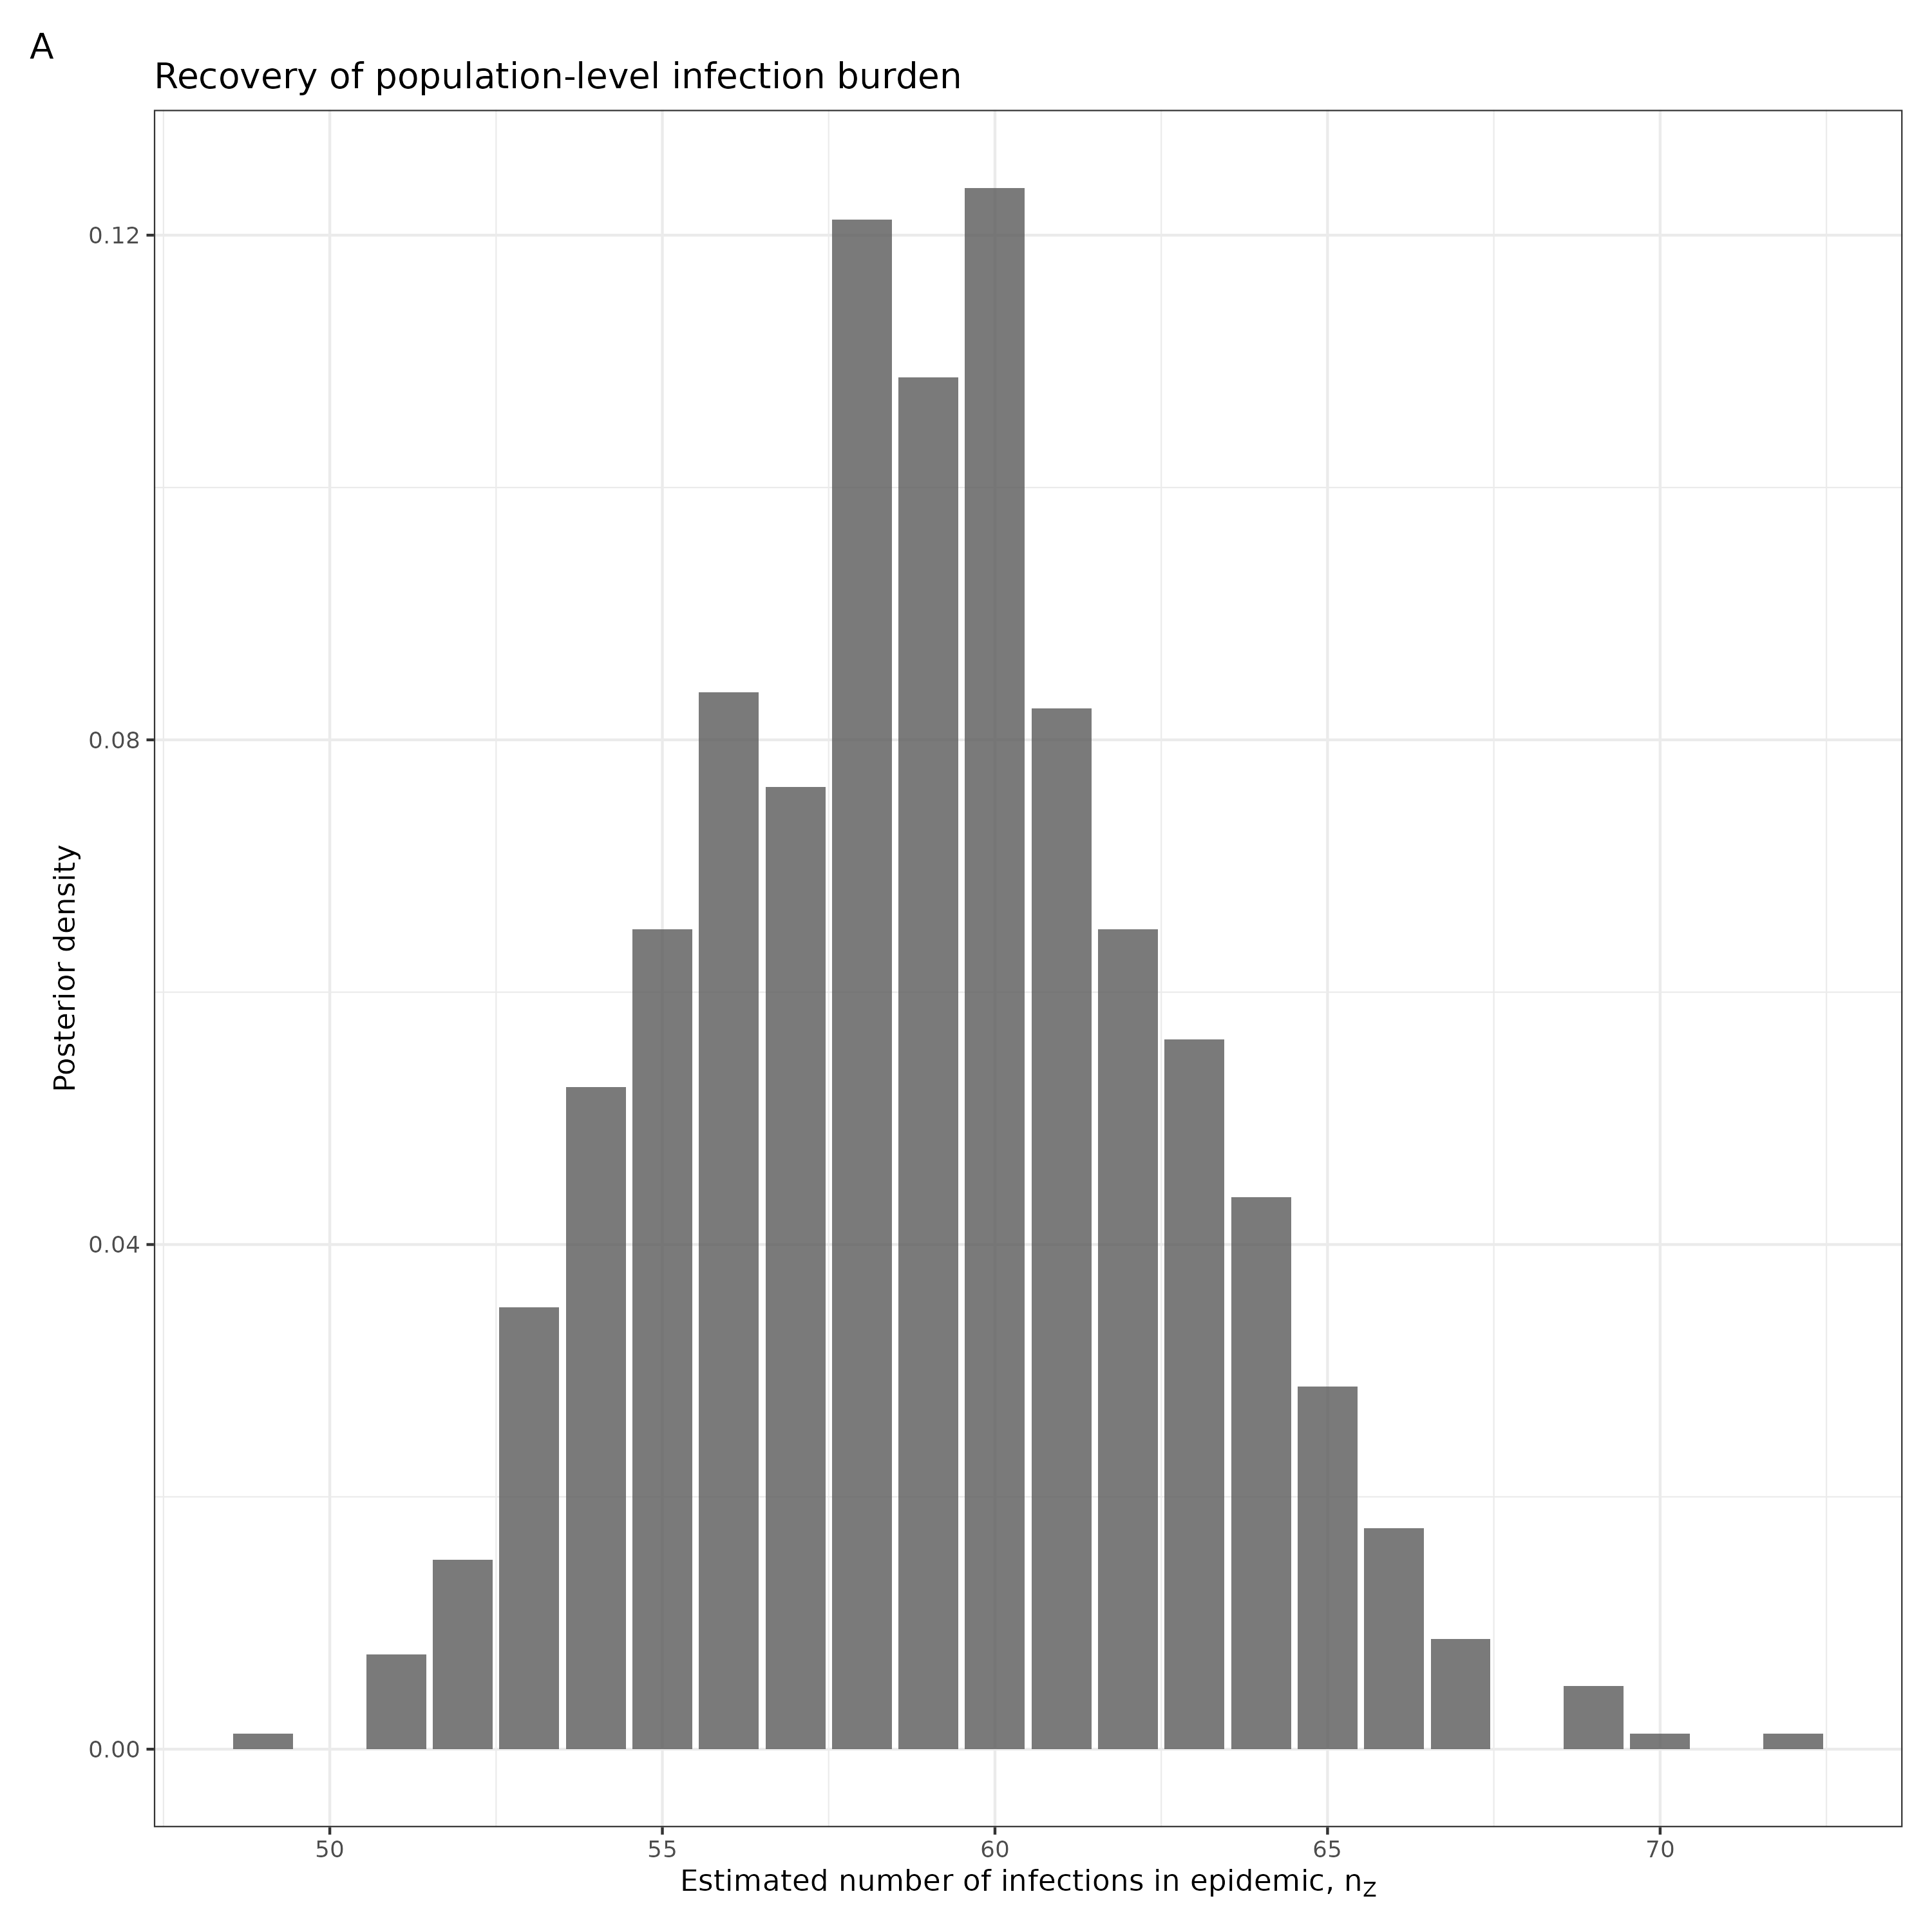 A
Recovery of population-level infection burden
0.12
0.08
0.04
0.00
Posterior density
50 55 60 65 70
Estimated number of infections in epidemic, nZ